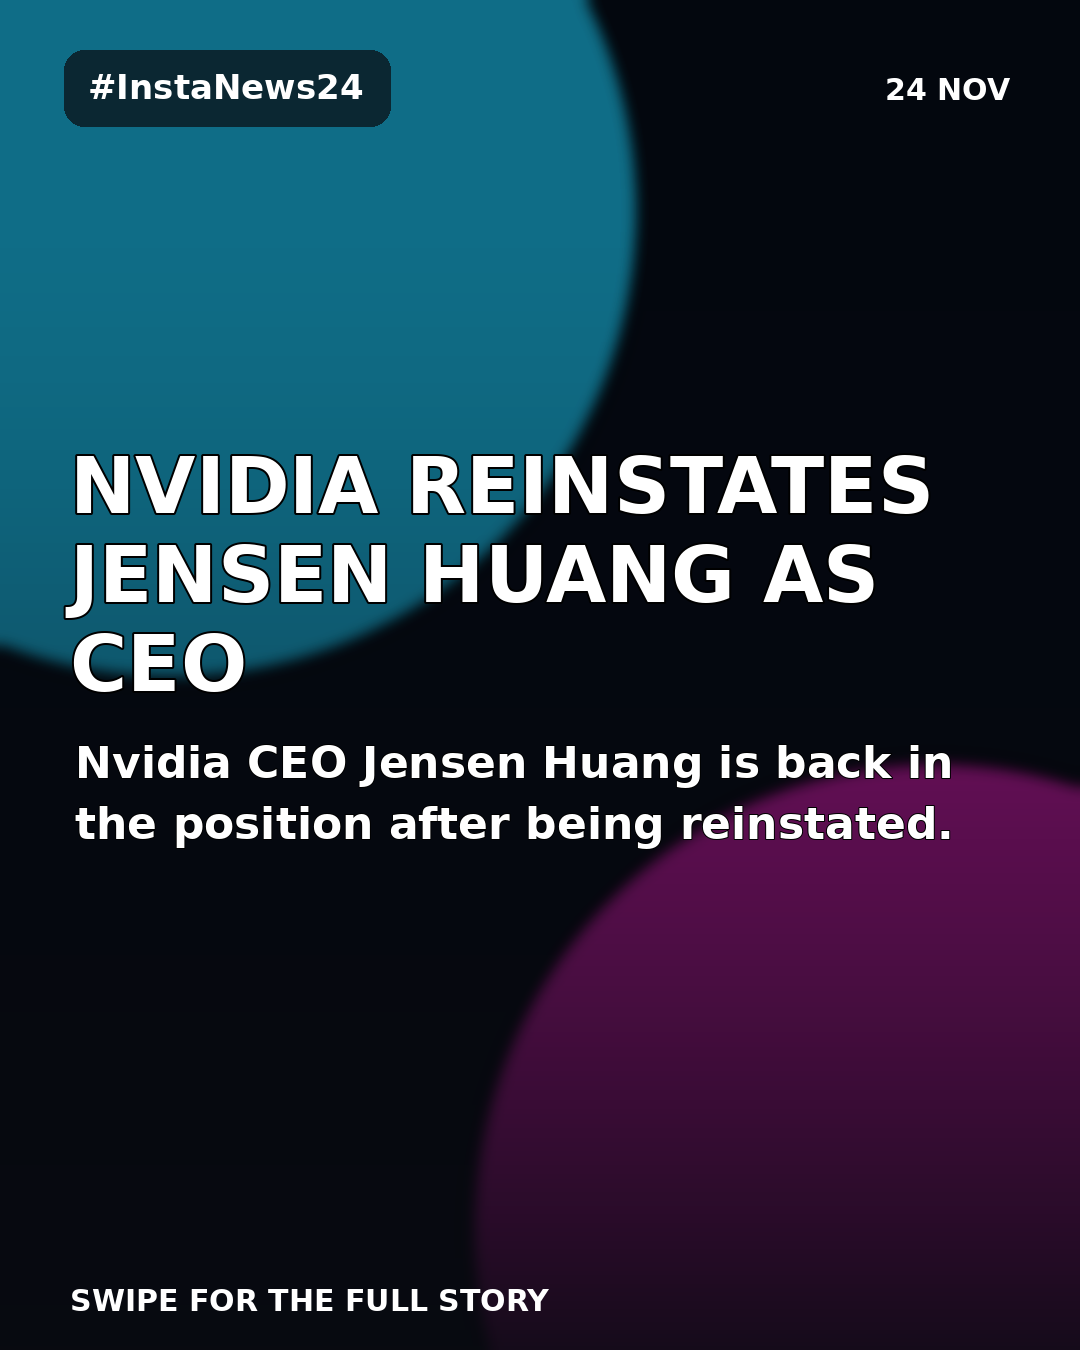 #InstaNews24
24 NOV
NVIDIA REINSTATES
JENSEN HUANG AS
CEO
Nvidia CEO Jensen Huang is back in
the position after being reinstated.
SWIPE FOR THE FULL STORY